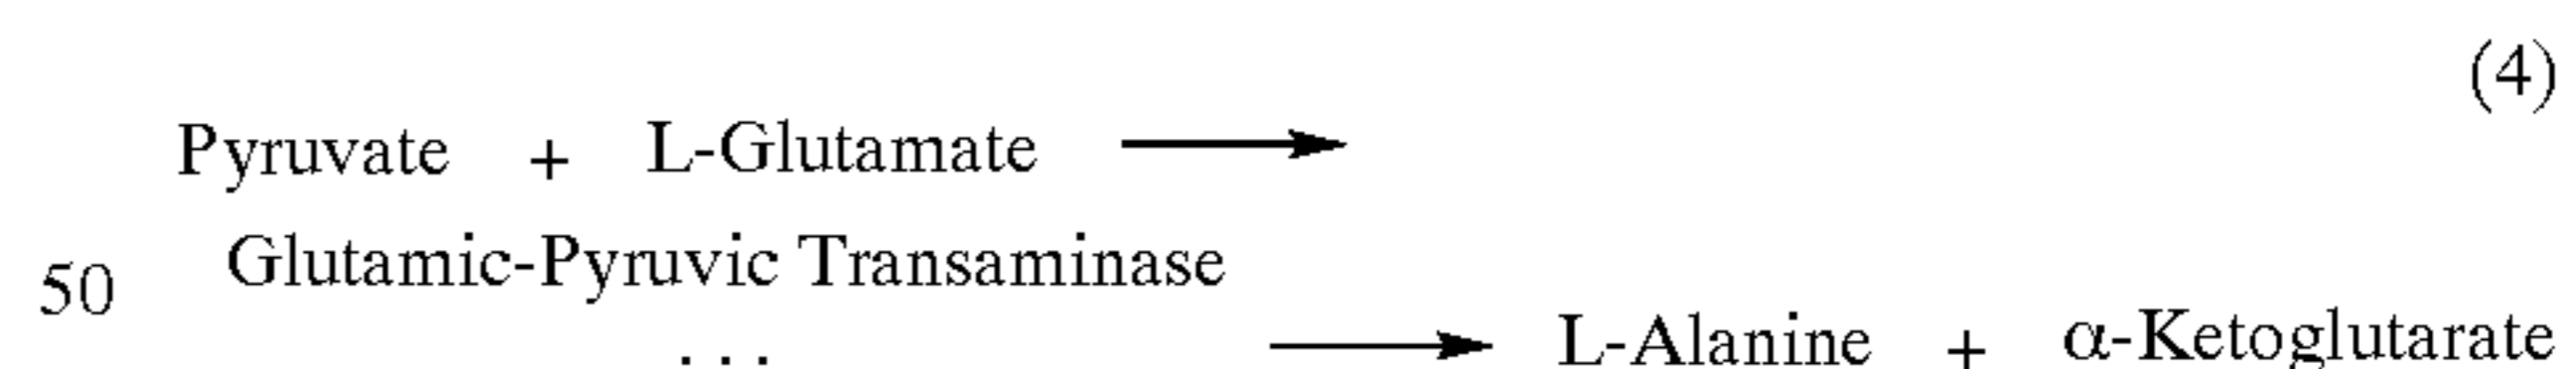 (4)
Pyruvate + L-Glutamate ⟶
50 Glutamic-Pyruvic Transaminase
. . . ⟶ L-Alanine + α-Ketoglutarate